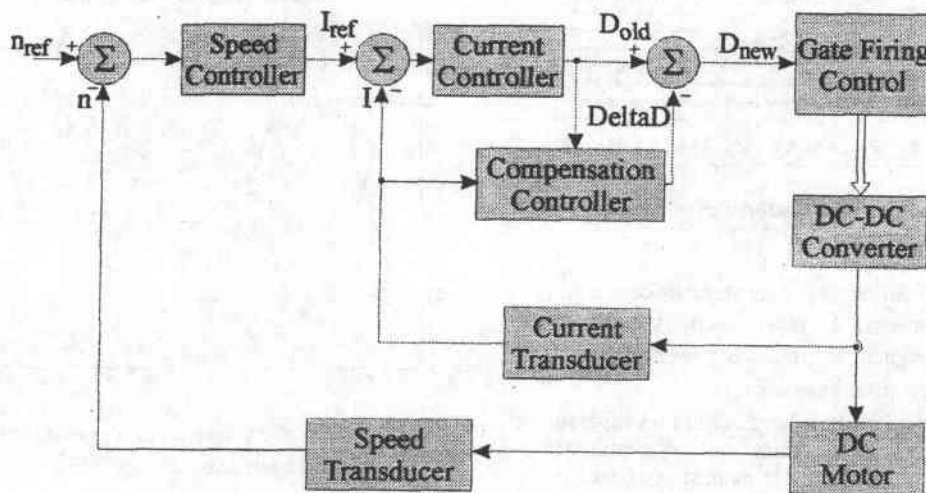 n_ref
+
Σ
n
-
Speed
Controller
I_ref
+
Σ
I
-
Current
Controller
D_old
+
Σ
-
D_new
DeltaD
Gate Firing
Control
Compensation
Controller
DC-DC
Converter
Current
Transducer
Speed
Transducer
DC
Motor